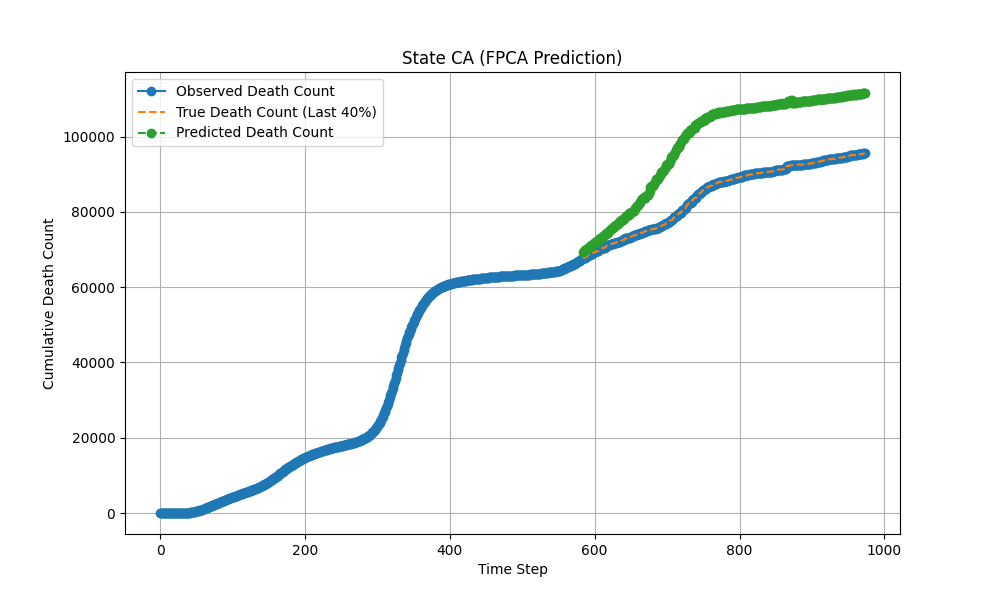 State CA (FPCA Prediction)
Observed Death Count
True Death Count (Last 40%)
Predicted Death Count
Cumulative Death Count
100000
80000
60000
40000
20000
0
0 200 400 600 800 1000
Time Step